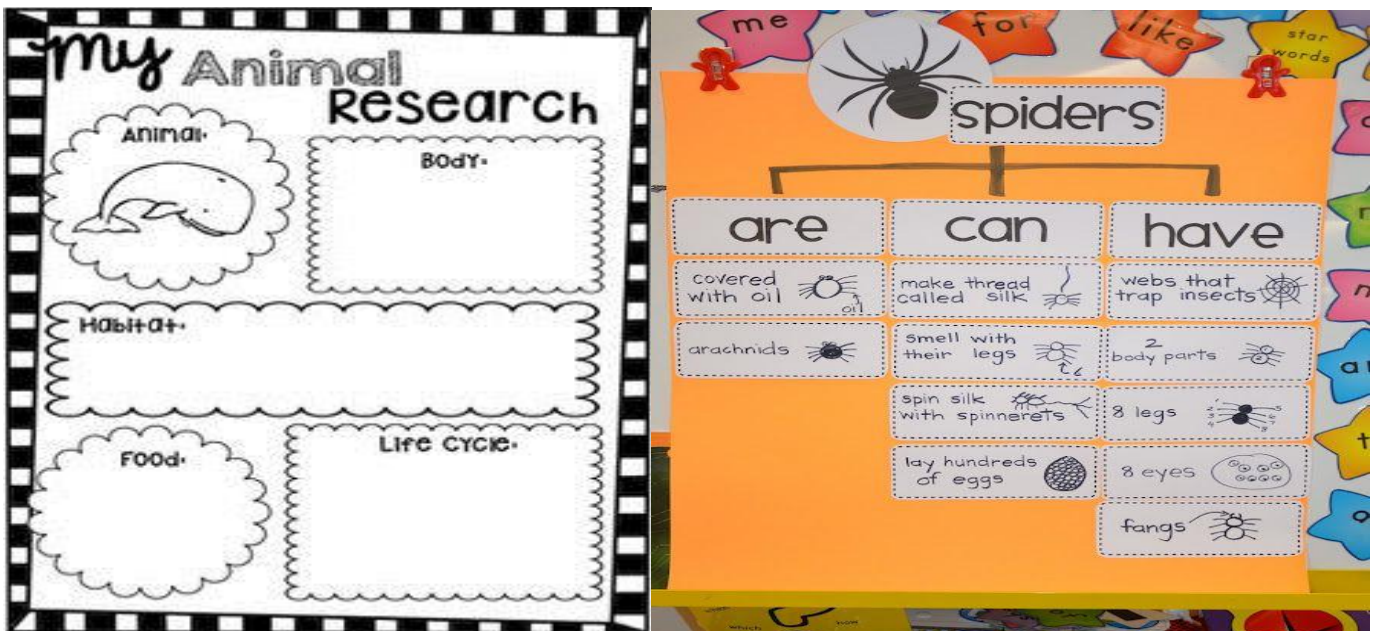 my Animal
Research
Animal:
Body:
Habitat:
Food:
Life Cycle:
me
for
like
star
words
spiders
are
can
have
covered
with oil
oil
arachnids
make thread
called silk
smell with
their legs
spin silk
with spinnerets
lay hundreds
of eggs
webs that
trap insects
2
body parts
8 legs
8 eyes
fangs
which
how